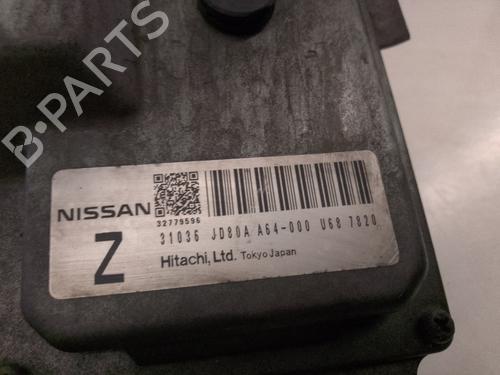 B-PARTS
NISSAN
32779596
Z
31036 JD80A A64-000 U68 7820
Hitachi, Ltd. Tokyo Japan